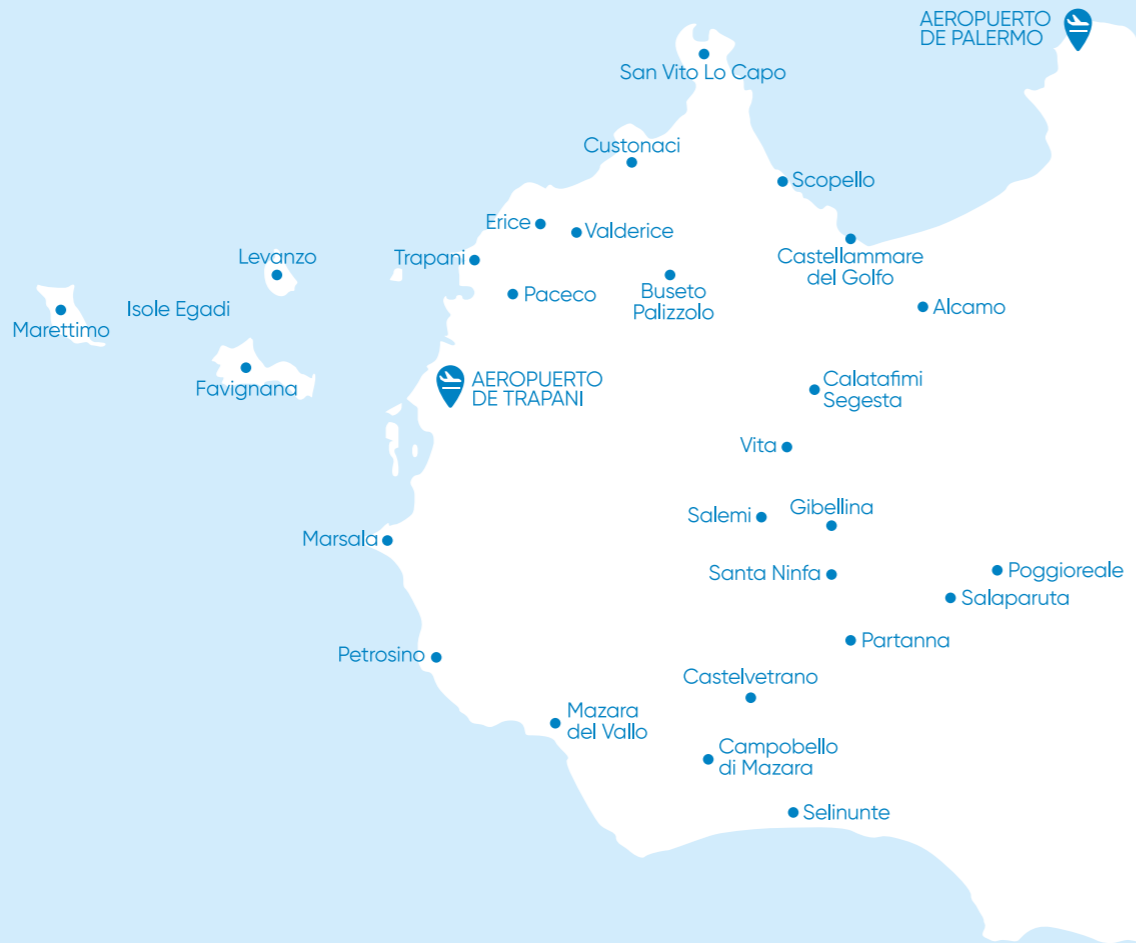 AEROPUERTO
DE PALERMO
San Vito Lo Capo
Custonaci
Scopello
Erice
Valderice
Levanzo
Trapani
Castellammare
del Golfo
Paceco
Buseto
Palizzolo
Isole Egadi
Alcamo
Marettimo
Favignana
AEROPUERTO
DE TRAPANI
Calatafimi
Segesta
Vita
Salemi
Gibellina
Marsala
Santa Ninfa
Poggioreale
Salaparuta
Partanna
Petrosino
Castelvetrano
Mazara
del Vallo
Campobello
di Mazara
Selinunte